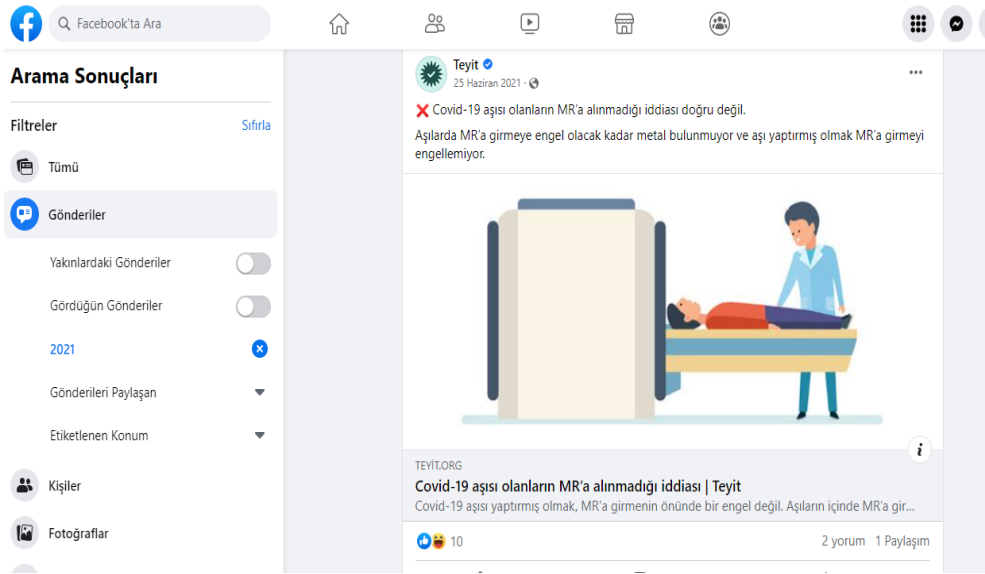 Facebook'ta Ara
Arama Sonuçları
Filtreler
Sıfırla
Tümü
Gönderiler
Yakınlardaki Gönderiler
Gördüğün Gönderiler
2021
Gönderileri Paylaşan
Etiketlenen Konum
Kişiler
Fotoğraflar
Teyit
25 Haziran 2021 ·
❌ Covid-19 aşısı olanların MR'a alınmadığı iddiası doğru değil.
Aşılarda MR'a girmeye engel olacak kadar metal bulunmuyor ve aşı yaptırmış olmak MR'a girmeyi
engellemiyor.
TEYİT.ORG
Covid-19 aşısı olanların MR'a alınmadığı iddiası | Teyit
Covid-19 aşısı yaptırmış olmak, MR'a girmenin önünde bir engel değil. Aşıların içinde MR'a gir...
10
2 yorum 1 Paylaşım